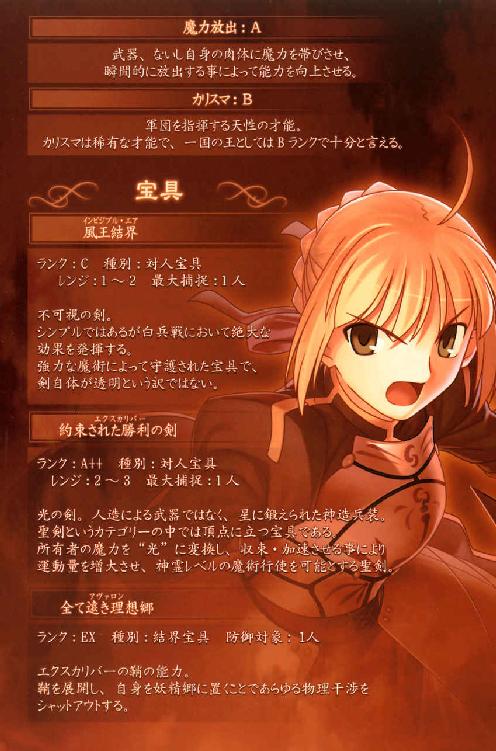 魔力放出：A
武器、ないし自身の肉体に魔力を帯びさせ、
瞬間的に放出する事によって能力を向上させる。
カリスマ：B
軍団を指揮する天性の才能。
カリスマは稀有な才能で、一国の王としてはBランクで十分と言える。
宝具
インビジブル・エア
風王結界
ランク：C　種別：対人宝具
レンジ：1～2　最大捕捉：1人
不可視の剣。
シンプルではあるが白兵戦において絶大な
効果を発揮する。
強力な魔術によって守護された宝具で、
剣自体が透明という訳ではない。
エクスカリバー
約束された勝利の剣
ランク：A++　種別：対人宝具
レンジ：2～3　最大捕捉：1人
光の剣。人造による武器ではなく、星に鍛えられた神造兵装。
聖剣というカテゴリーの中では頂点に立つ宝具である。
所有者の魔力を“光”に変換し、収束・加速させる事により
運動量を増大させ、神霊レベルの魔術行使を可能とする聖剣。
アヴァロン
全て遠き理想郷
ランク：EX　種別：結界宝具　防御対象：1人
エクスカリバーの鞘の能力。
鞘を展開し、自身を妖精郷に置くことであらゆる物理干渉を
シャットアウトする。